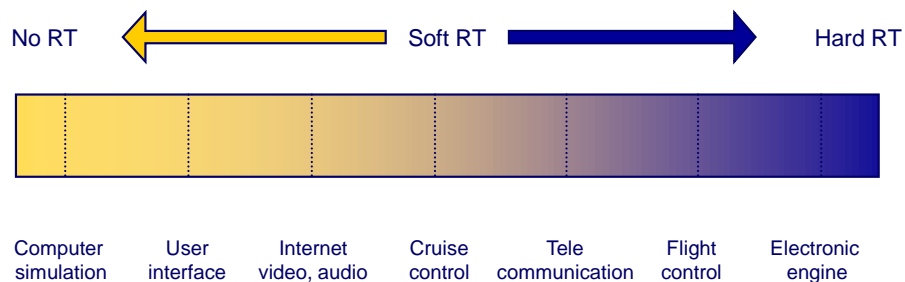 No RT Soft RT Hard RT
Computer User Internet Cruise Tele Flight Electronic
simulation interface video, audio control communication control engine